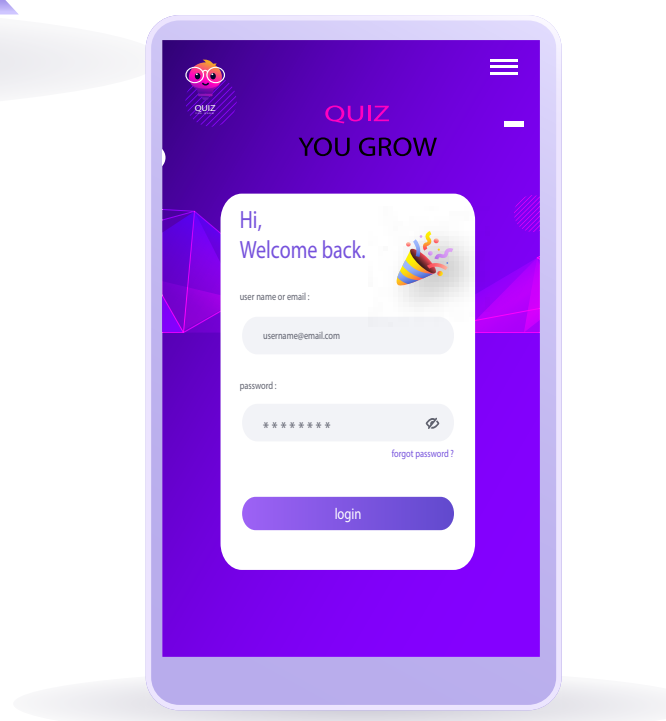 QUIZ
QUIZ
YOU GROW
Hi,
Welcome back.
user name or email :
username@email.com
password :
********
forgot password ?
login